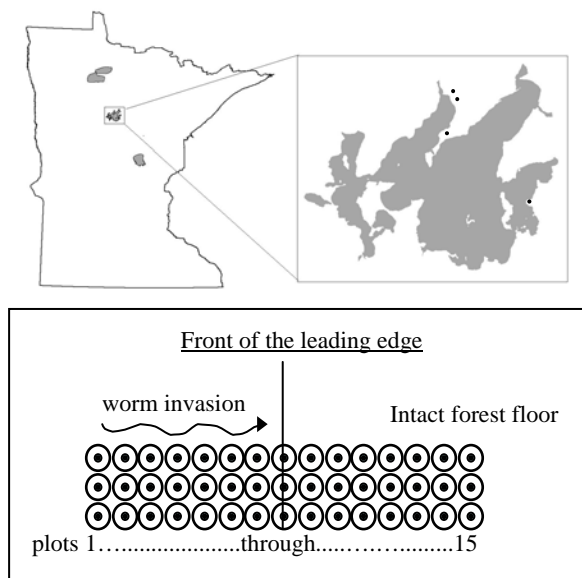 Front of the leading edge
worm invasion
Intact forest floor
plots 1…......................through.....…..…..........15